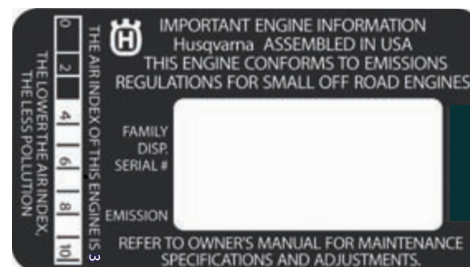 IMPORTANT ENGINE INFORMATION
Husqvarna ASSEMBLED IN USA
THIS ENGINE CONFORMS TO EMISSIONS
REGULATIONS FOR SMALL OFF ROAD ENGINES
FAMILY
DISP.
SERIAL #
EMISSION
REFER TO OWNER'S MANUAL FOR MAINTENANCE
SPECIFICATIONS AND ADJUSTMENTS.
THE AIR INDEX OF THIS ENGINE IS 3
0 2 4 6 8 10
THE LOWER THE AIR INDEX,
THE LESS POLLUTION